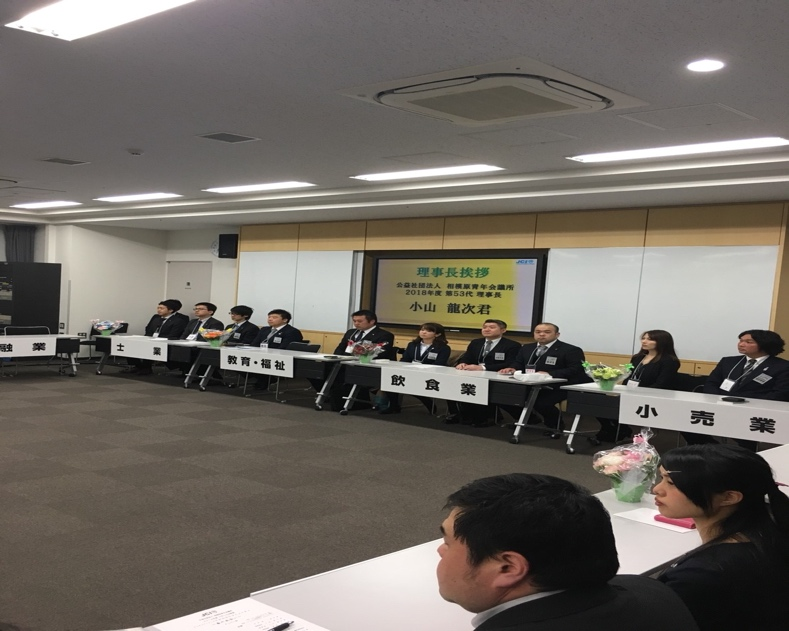 理事長挨拶
公益社団法人 相模原青年会議所
2018年度 第53代 理事長
小山 龍次君
融業
士業
教育・福祉
飲食業
小売業